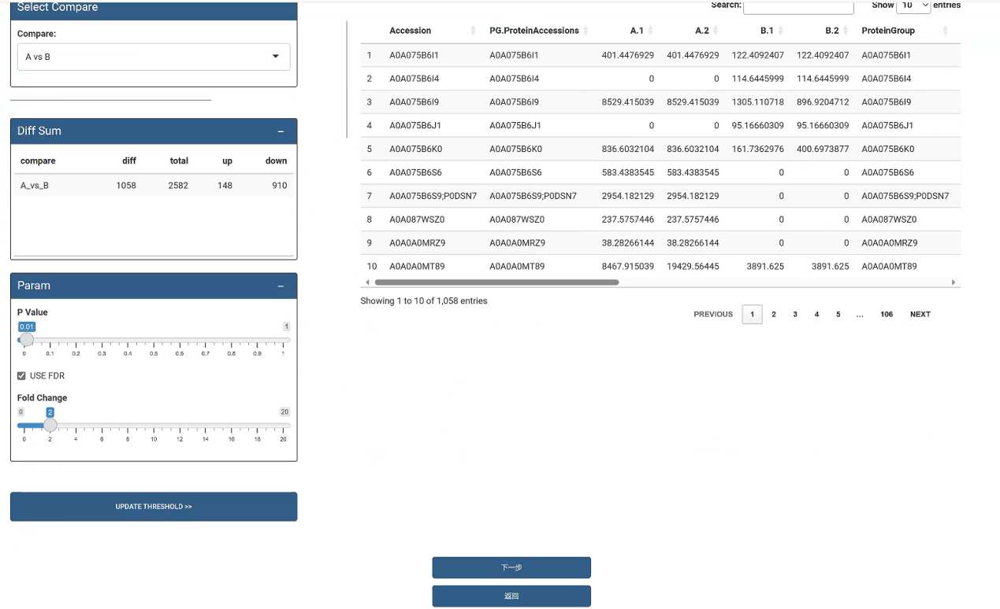 Select Compare
Compare:
A vs B
Diff Sum –
compare diff total up down
A_vs_B 1058 2582 148 910
Param –
P Value
0.01 1
0 0.1 0.2 0.3 0.4 0.5 0.6 0.7 0.8 0.9 1
USE FDR
Fold Change
0 2 20
0 2 4 6 8 10 12 14 16 18 20
UPDATE THRESHOLD >>
Search: Show 10 entries
Accession PG.ProteinAccessions A.1 A.2 B.1 B.2 ProteinGroup
1 A0A075B6I1 A0A075B6I1 401.4476929 401.4476929 122.4092407 122.4092407 A0A075B6I1
2 A0A075B6I4 A0A075B6I4 0 0 114.6445999 114.6445999 A0A075B6I4
3 A0A075B6I9 A0A075B6I9 8529.415039 8529.415039 1305.110718 896.9204712 A0A075B6I9
4 A0A075B6J1 A0A075B6J1 0 0 95.16660309 95.16660309 A0A075B6J1
5 A0A075B6K0 A0A075B6K0 836.6032104 836.6032104 161.7362976 400.6973877 A0A075B6K0
6 A0A075B6S6 A0A075B6S6 583.4383545 583.4383545 0 0 A0A075B6S6
7 A0A075B6S9;P0DSN7 A0A075B6S9;P0DSN7 2954.182129 2954.182129 0 0 A0A075B6S9;P0DSN7
8 A0A087WSZ0 A0A087WSZ0 237.5757446 237.5757446 0 0 A0A087WSZ0
9 A0A0A0MRZ9 A0A0A0MRZ9 38.28266144 38.28266144 0 0 A0A0A0MRZ9
10 A0A0A0MT89 A0A0A0MT89 8467.915039 19429.56445 3891.625 3891.625 A0A0A0MT89
Showing 1 to 10 of 1,058 entries
PREVIOUS 1 2 3 4 5 ... 106 NEXT
下一步
返回